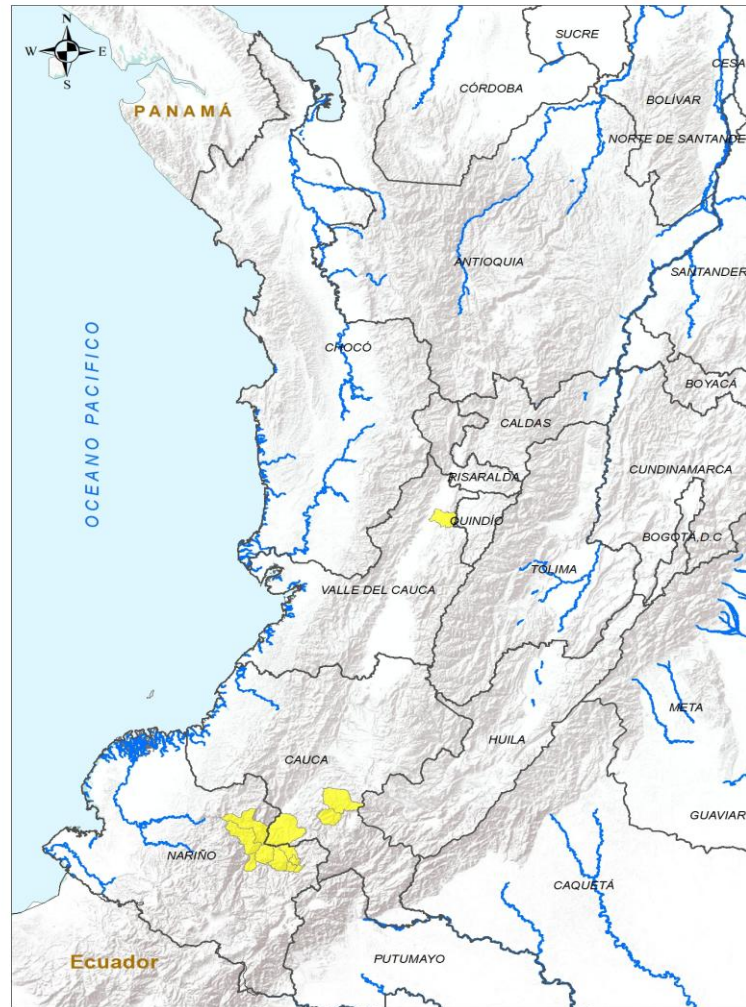 N
W E
S
SUCRE
CESA
CÓRDOBA
BOLÍVAR
PANAMÁ
NORTE DE SANTANDE
ANTIOQUIA
SANTANDER
OCEANO PACIFICO
CHOCÓ
BOYACÁ
CALDAS
CUNDINAMARCA
RISARALDA
QUINDÍO
BOGOTÁ,D.C
TOLIMA
VALLE DEL CAUCA
META
HUILA
CAUCA
GUAVIAR
NARIÑO
CAQUETÁ
Ecuador
PUTUMAYO